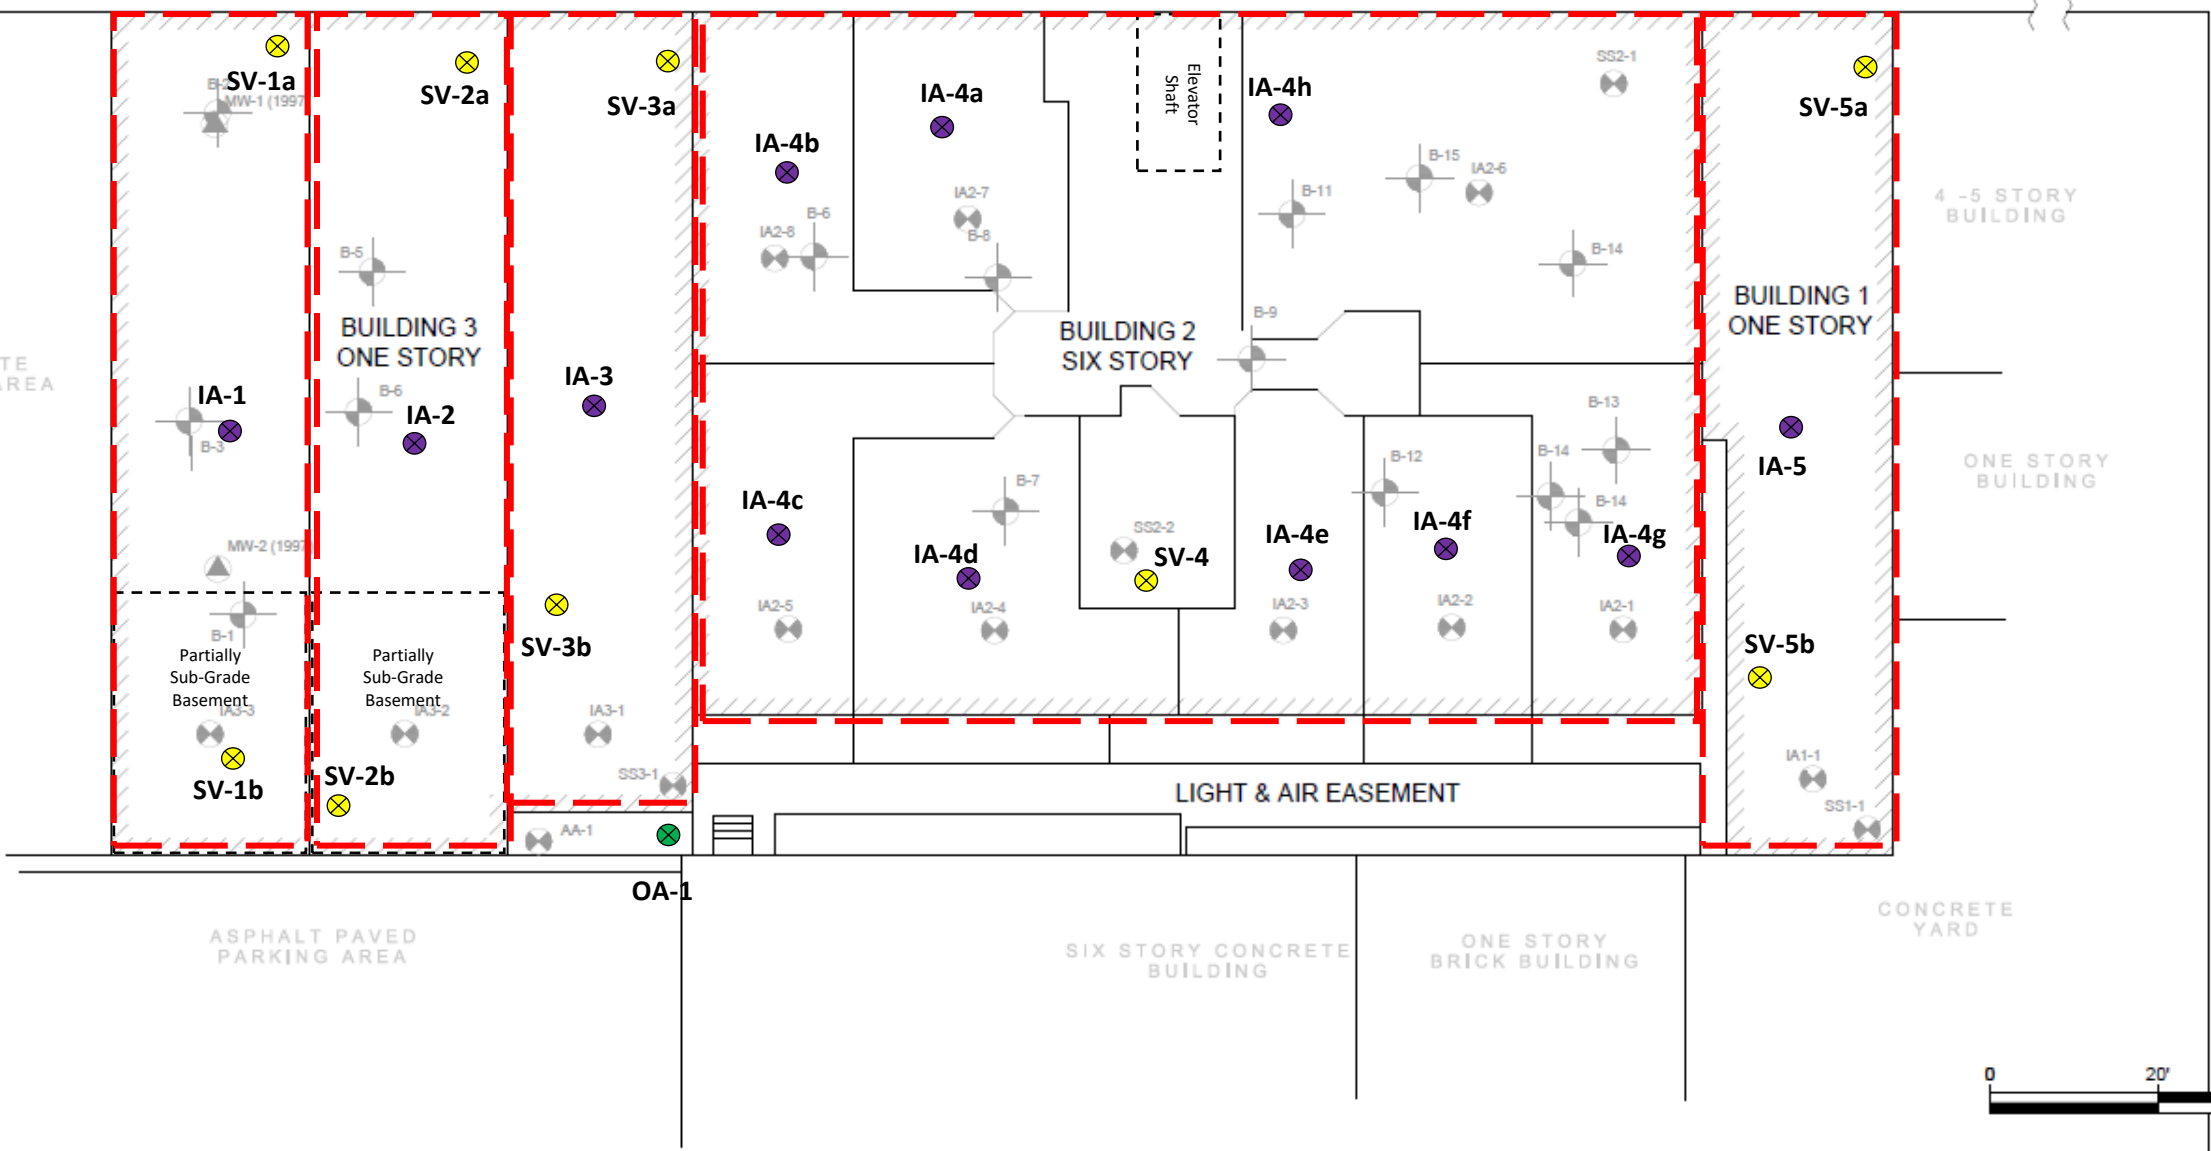 SV-1a
B-2
MW-1 (1997
SV-2a
SV-3a
IA-4b
IA-4a
Elevator
Shaft
IA-4h
SS2-1
SV-5a
B-15
IA2-6
B-11
IA2-7
B-6
IA2-8
B-8
B-14
4 -5 STORY
BUILDING
B-5
BUILDING 3
ONE STORY
BUILDING 2
SIX STORY
B-9
BUILDING 1
ONE STORY
TE
AREA
IA-1
B-3
B-6
IA-2
IA-3
B-13
B-12
B-14
B-14
IA-5
ONE STORY
BUILDING
IA-4c
B-7
IA-4d
SS2-2
SV-4
IA-4e
IA-4f
IA-4g
MW-2 (1997
B-1
IA2-5
IA2-4
IA2-3
IA2-2
IA2-1
SV-3b
SV-5b
Partially
Sub-Grade
Basement
Partially
Sub-Grade
Basement
IA3-3
IA3-2
IA3-1
SV-1b
SV-2b
SS3-1
IA1-1
SS1-1
LIGHT & AIR EASEMENT
AA-1
OA-1
ASPHALT PAVED
PARKING AREA
SIX STORY CONCRETE
BUILDING
ONE STORY
BRICK BUILDING
CONCRETE
YARD
0
20'